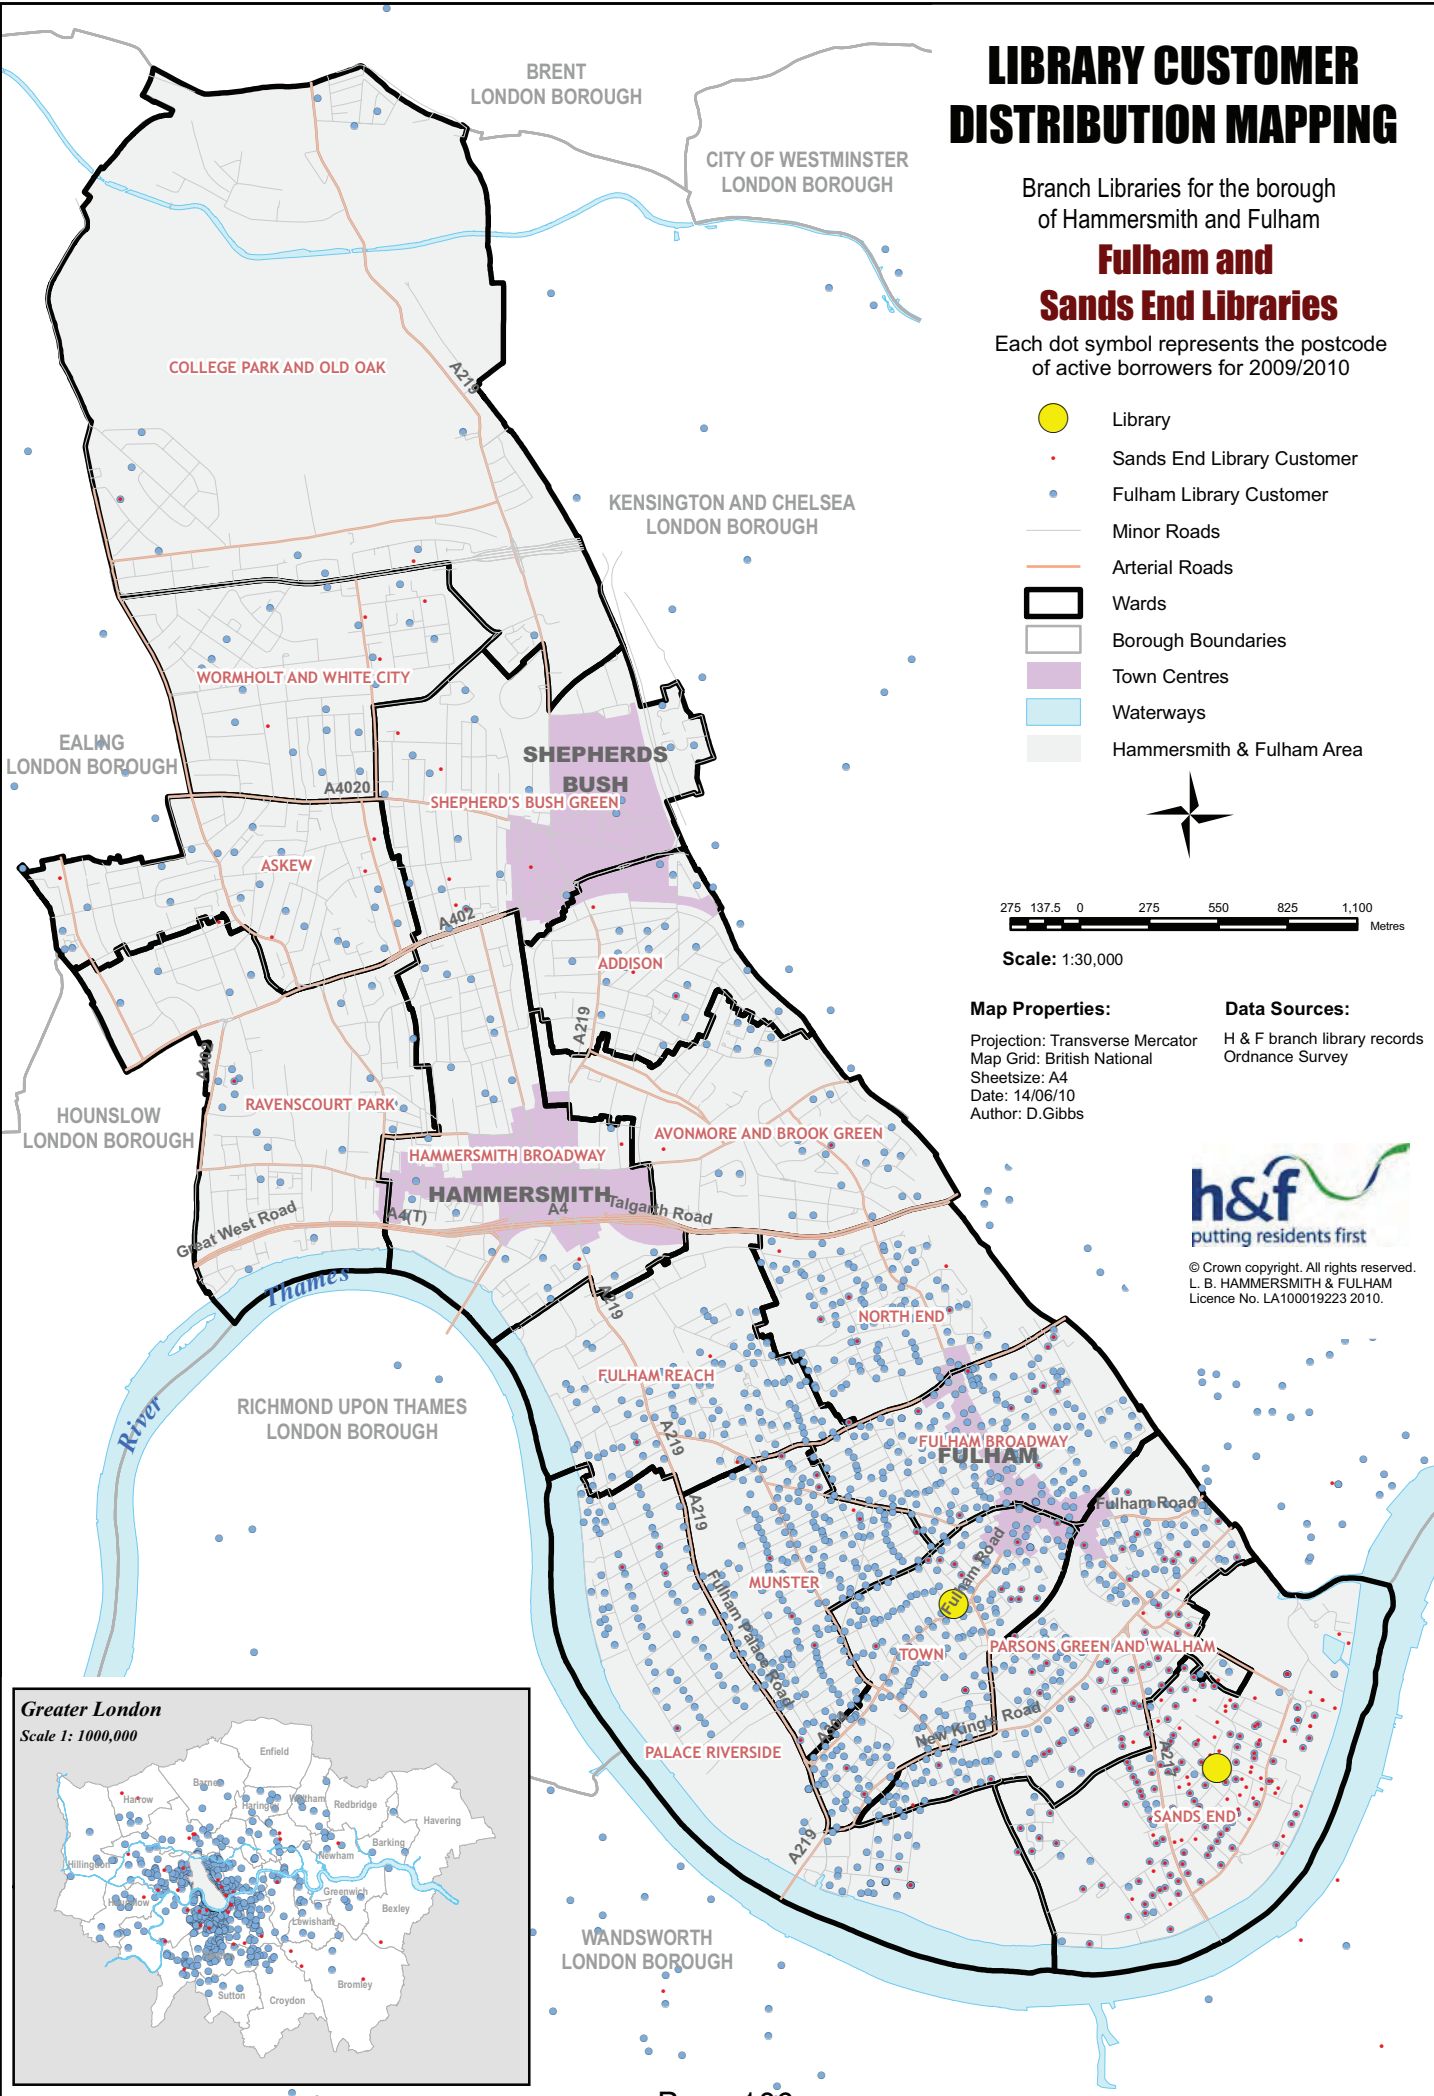 LIBRARY CUSTOMER
DISTRIBUTION MAPPING
Branch Libraries for the borough
of Hammersmith and Fulham
Fulham and
Sands End Libraries
Each dot symbol represents the postcode
of active borrowers for 2009/2010
Library
Sands End Library Customer
Fulham Library Customer
Minor Roads
Arterial Roads
Wards
Borough Boundaries
Town Centres
Waterways
Hammersmith & Fulham Area
275 137.5 0 275 550 825 1,100
Metres
Scale: 1:30,000
Map Properties:
Projection: Transverse Mercator
Map Grid: British National
Sheetsize: A4
Date: 14/06/10
Author: D.Gibbs
Data Sources:
H & F branch library records
Ordnance Survey
h&f
putting residents first
© Crown copyright. All rights reserved.
L. B. HAMMERSMITH & FULHAM
Licence No. LA100019223 2010.
BRENT
LONDON BOROUGH
CITY OF WESTMINSTER
LONDON BOROUGH
COLLEGE PARK AND OLD OAK
A219
KENSINGTON AND CHELSEA
LONDON BOROUGH
WORMHOLT AND WHITE CITY
EALING
LONDON BOROUGH
SHEPHERDS
BUSH
A4020
SHEPHERD'S BUSH GREEN
ASKEW
A402
ADDISON
A219
HOUNSLOW
LONDON BOROUGH
RAVENSCOURT PARK
AVONMORE AND BROOK GREEN
HAMMERSMITH BROADWAY
HAMMERSMITH
A4(T)
A4
Talgarth Road
Great West Road
Thames
River
A219
NORTH END
FULHAM REACH
RICHMOND UPON THAMES
LONDON BOROUGH
A219
FULHAM BROADWAY
FULHAM
Fulham Road
A219
Fulham Road
MUNSTER
Fulham Palace Road
TOWN
PARSONS GREEN AND WALHAM
New King's Road
PALACE RIVERSIDE
A217
SANDS END
A219
WANDSWORTH
LONDON BOROUGH
Greater London
Scale 1: 1000,000
Enfield
Barnet
Harrow
Haringey
Waltham
Redbridge
Havering
Barking
Newham
Hillingdon
Greenwich
Bexley
Lewisham
Bromley
Sutton
Croydon